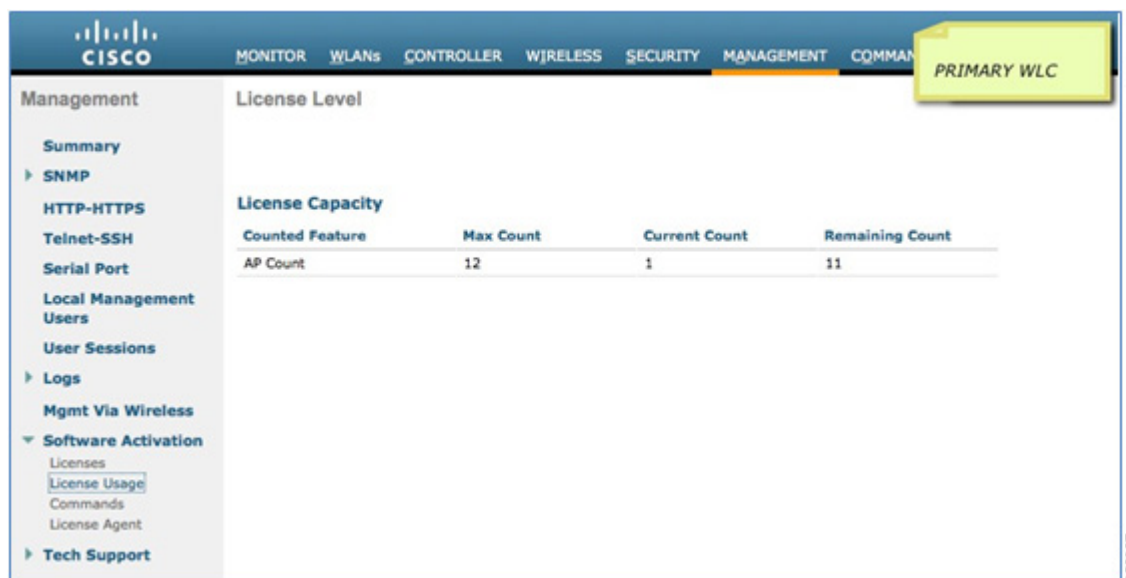 CISCO
MONITOR WLANs CONTROLLER WIRELESS SECURITY MANAGEMENT COMMAN
PRIMARY WLC
Management
License Level
Summary
SNMP
HTTP-HTTPS
Telnet-SSH
Serial Port
Local Management
Users
User Sessions
Logs
Mgmt Via Wireless
Software Activation
Licenses
License Usage
Commands
License Agent
Tech Support
License Capacity
Counted Feature Max Count Current Count Remaining Count
AP Count 12 1 11